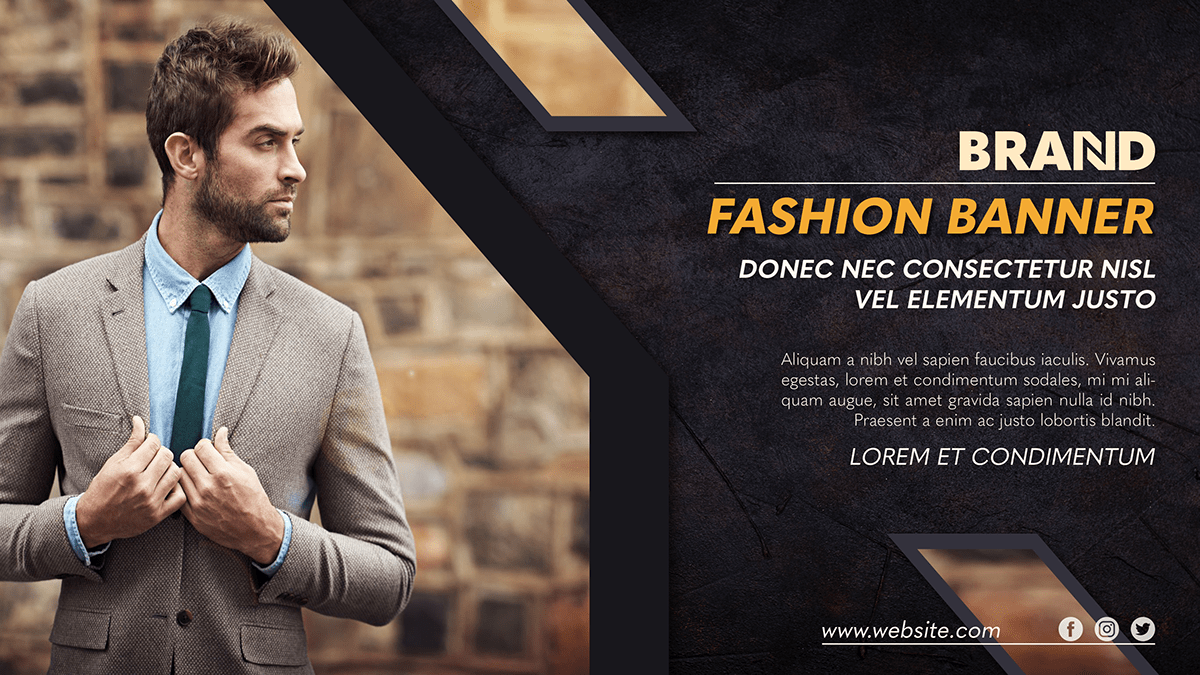 BRAND
FASHION BANNER
DONEC NEC CONSECTETUR NISL
VEL ELEMENTUM JUSTO
Aliquam a nibh vel sapien faucibus iaculis. Vivamus
egestas, lorem et condimentum sodales, mi mi ali-
quam augue, sit amet gravida sapien nulla id nibh.
Praesent a enim ac justo lobortis blandit.
LOREM ET CONDIMENTUM
www.website.com